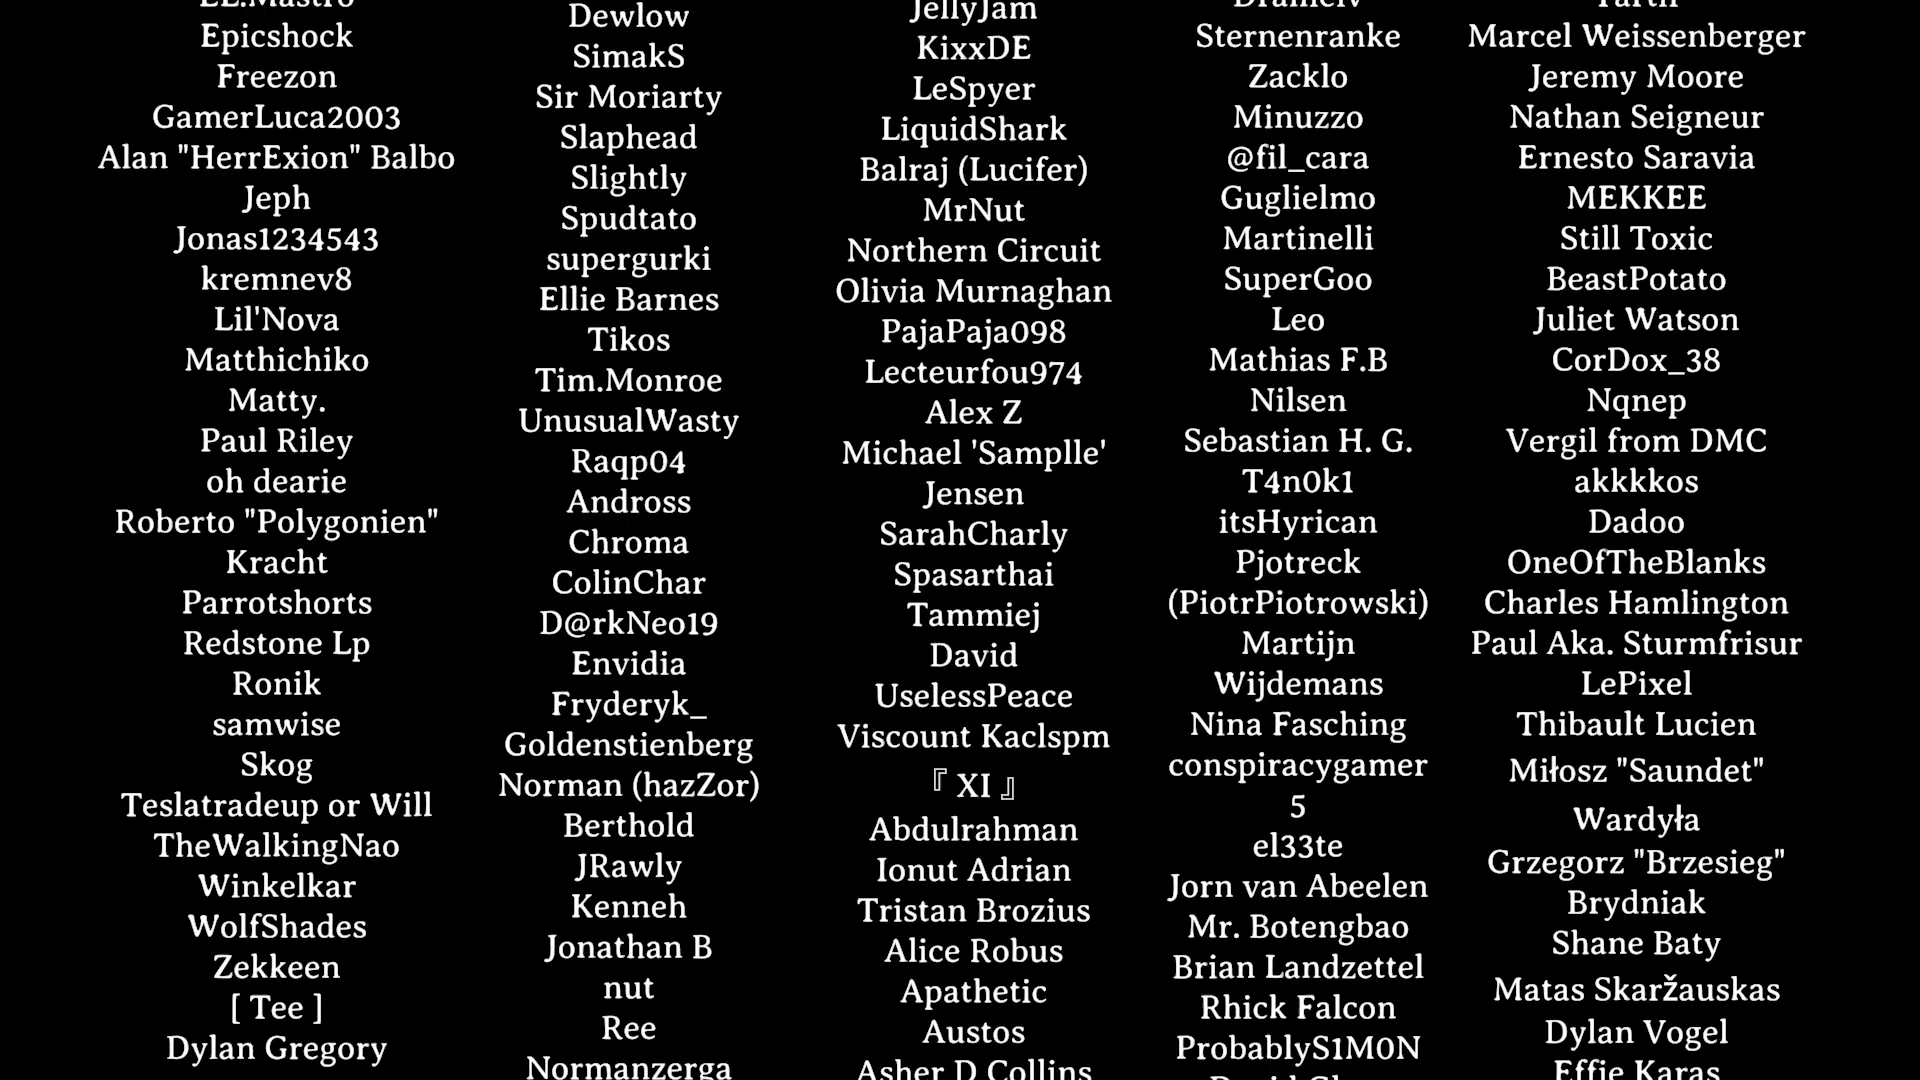 EL.Mastro
Epicshock
Freezon
GamerLuca2003
Alan "HerrExion" Balbo
Jeph
Jonas1234543
kremnev8
Lil'Nova
Matthichiko
Matty.
Paul Riley
oh dearie
Roberto "Polygonien"
Kracht
Parrotshorts
Redstone Lp
Ronik
samwise
Skog
Teslatradeup or Will
TheWalkingNao
Winkelkar
WolfShades
Zekkeen
[ Tee ]
Dylan Gregory
Dewlow
SimakS
Sir Moriarty
Slaphead
Slightly
Spudtato
supergurki
Ellie Barnes
Tikos
Tim.Monroe
UnusualWasty
Raqp04
Andross
Chroma
ColinChar
D@rkNeo19
Envidia
Fryderyk_
Goldenstienberg
Norman (hazZor)
Berthold
JRawly
Kenneh
Jonathan B
nut
Ree
Normanzerga
JellyJam
KixxDE
LeSpyer
LiquidShark
Balraj (Lucifer)
MrNut
Northern Circuit
Olivia Murnaghan
PajaPaja098
Lecteurfou974
Alex Z
Michael 'Samplle'
Jensen
SarahCharly
Spasarthai
Tammiej
David
UselessPeace
Viscount Kaclspm
『 XI 』
Abdulrahman
Ionut Adrian
Tristan Brozius
Alice Robus
Apathetic
Austos
Asher D Collins
Sternenranke
Zacklo
Minuzzo
@fil_cara
Guglielmo
Martinelli
SuperGoo
Leo
Mathias F.B
Nilsen
Sebastian H. G.
T4n0k1
itsHyrican
Pjotreck
(PiotrPiotrowski)
Martijn
Wijdemans
Nina Fasching
conspiracygamer
5
el33te
Jorn van Abeelen
Mr. Botengbao
Brian Landzettel
Rhick Falcon
ProbablyS1M0N
Marcel Weissenberger
Jeremy Moore
Nathan Seigneur
Ernesto Saravia
MEKKEE
Still Toxic
BeastPotato
Juliet Watson
CorDox_38
Nqnep
Vergil from DMC
akkkkos
Dadoo
OneOfTheBlanks
Charles Hamlington
Paul Aka. Sturmfrisur
LePixel
Thibault Lucien
Miłosz "Saundet"
Wardyła
Grzegorz "Brzesieg"
Brydniak
Shane Baty
Matas Skaržauskas
Dylan Vogel
Effie Karas